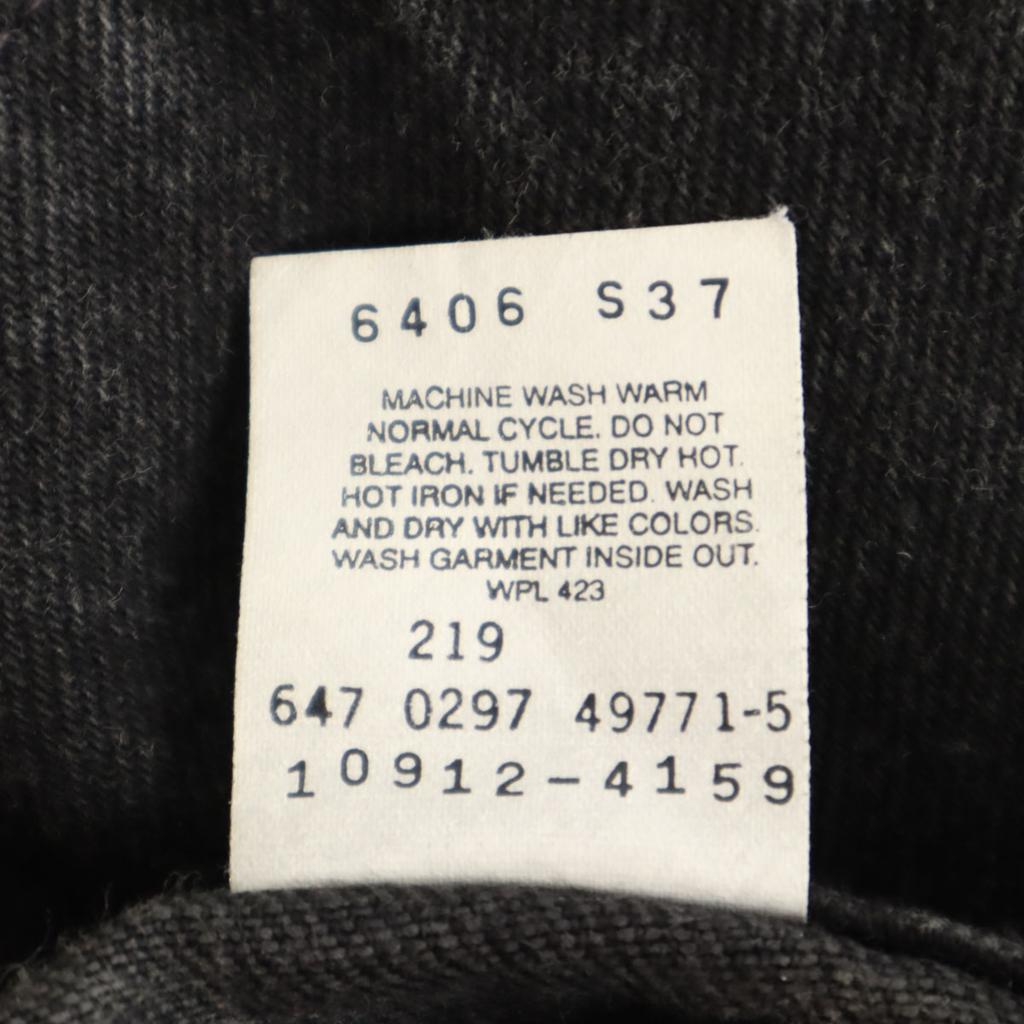 6406 S37
MACHINE WASH WARM
NORMAL CYCLE. DO NOT
BLEACH. TUMBLE DRY HOT.
HOT IRON IF NEEDED. WASH
AND DRY WITH LIKE COLORS.
WASH GARMENT INSIDE OUT.
WPL 423
219
647 0297 49771-5
10912-4159